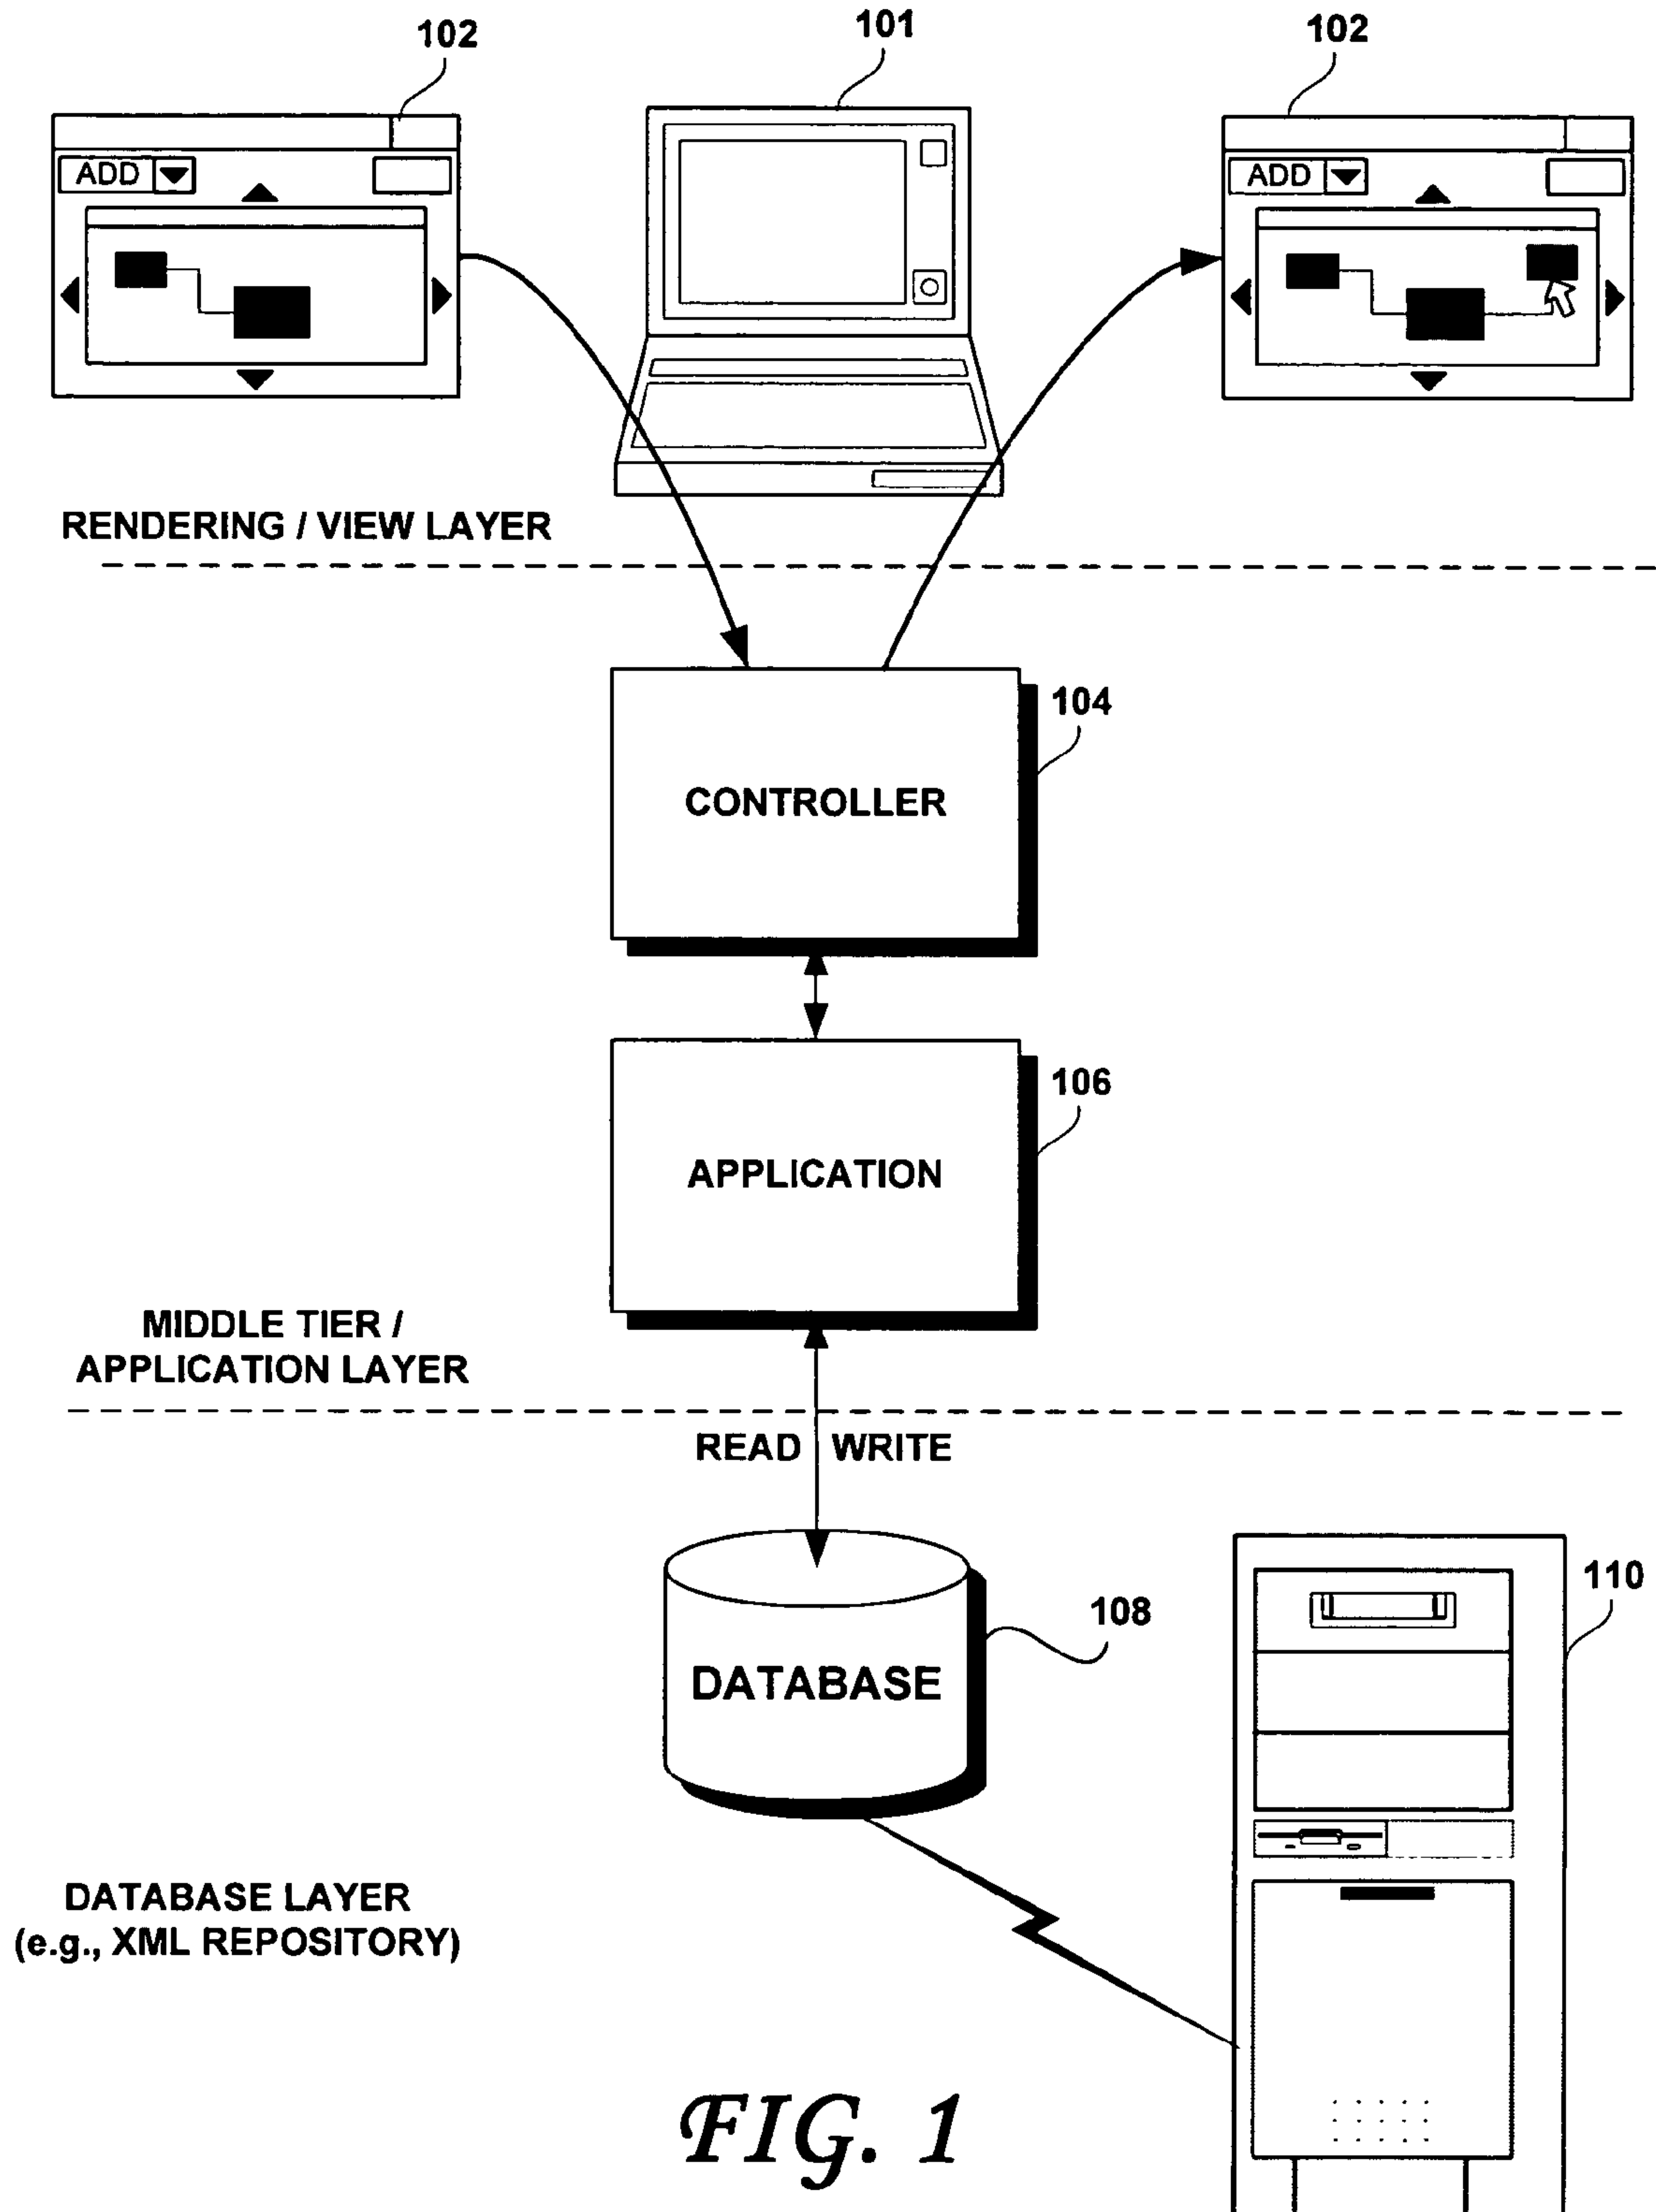 102
101
102
ADD
ADD
RENDERING / VIEW LAYER
104
CONTROLLER
106
APPLICATION
MIDDLE TIER /
APPLICATION LAYER
READ WRITE
110
108
DATABASE
DATABASE LAYER
(e.g., XML REPOSITORY)
FIG. 1